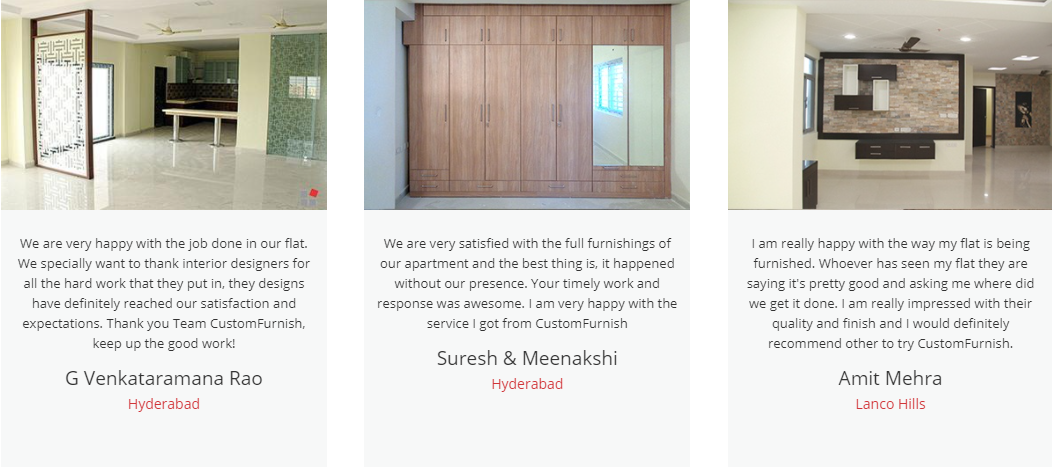 We are very happy with the job done in our flat.
We specially want to thank interior designers for
all the hard work that they put in, they designs
have definitely reached our satisfaction and
expectations. Thank you Team CustomFurnish,
keep up the good work!
G Venkataramana Rao
Hyderabad
We are very satisfied with the full furnishings of
our apartment and the best thing is, it happened
without our presence. Your timely work and
response was awesome. I am very happy with the
service I got from CustomFurnish
Suresh & Meenakshi
Hyderabad
I am really happy with the way my flat is being
furnished. Whoever has seen my flat they are
saying it's pretty good and asking me where did
we get it done. I am really impressed with their
quality and finish and I would definitely
recommend other to try CustomFurnish.
Amit Mehra
Lanco Hills